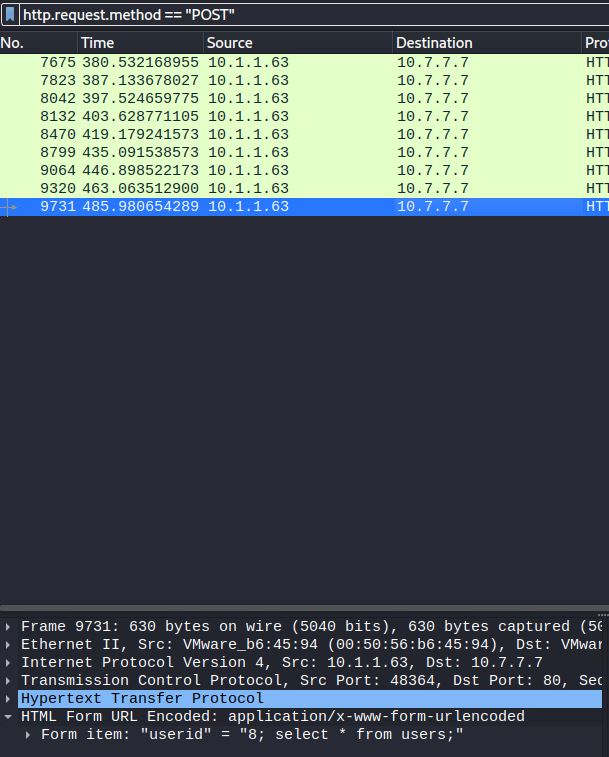 http.request.method == "POST"
No. Time Source Destination Pro
7675 380.532168955 10.1.1.63 10.7.7.7 HTT
7823 387.133678027 10.1.1.63 10.7.7.7 HTT
8042 397.524659775 10.1.1.63 10.7.7.7 HTT
8132 403.628771105 10.1.1.63 10.7.7.7 HTT
8470 419.179241573 10.1.1.63 10.7.7.7 HTT
8799 435.091538573 10.1.1.63 10.7.7.7 HTT
9064 446.898522173 10.1.1.63 10.7.7.7 HTT
9320 463.063512900 10.1.1.63 10.7.7.7 HTT
9731 485.980654289 10.1.1.63 10.7.7.7 HTT
Frame 9731: 630 bytes on wire (5040 bits), 630 bytes captured (50
Ethernet II, Src: VMware_b6:45:94 (00:50:56:b6:45:94), Dst: VMwar
Internet Protocol Version 4, Src: 10.1.1.63, Dst: 10.7.7.7
Transmission Control Protocol, Src Port: 48364, Dst Port: 80, Seq
Hypertext Transfer Protocol
HTML Form URL Encoded: application/x-www-form-urlencoded
Form item: "userid" = "8; select * from users;"